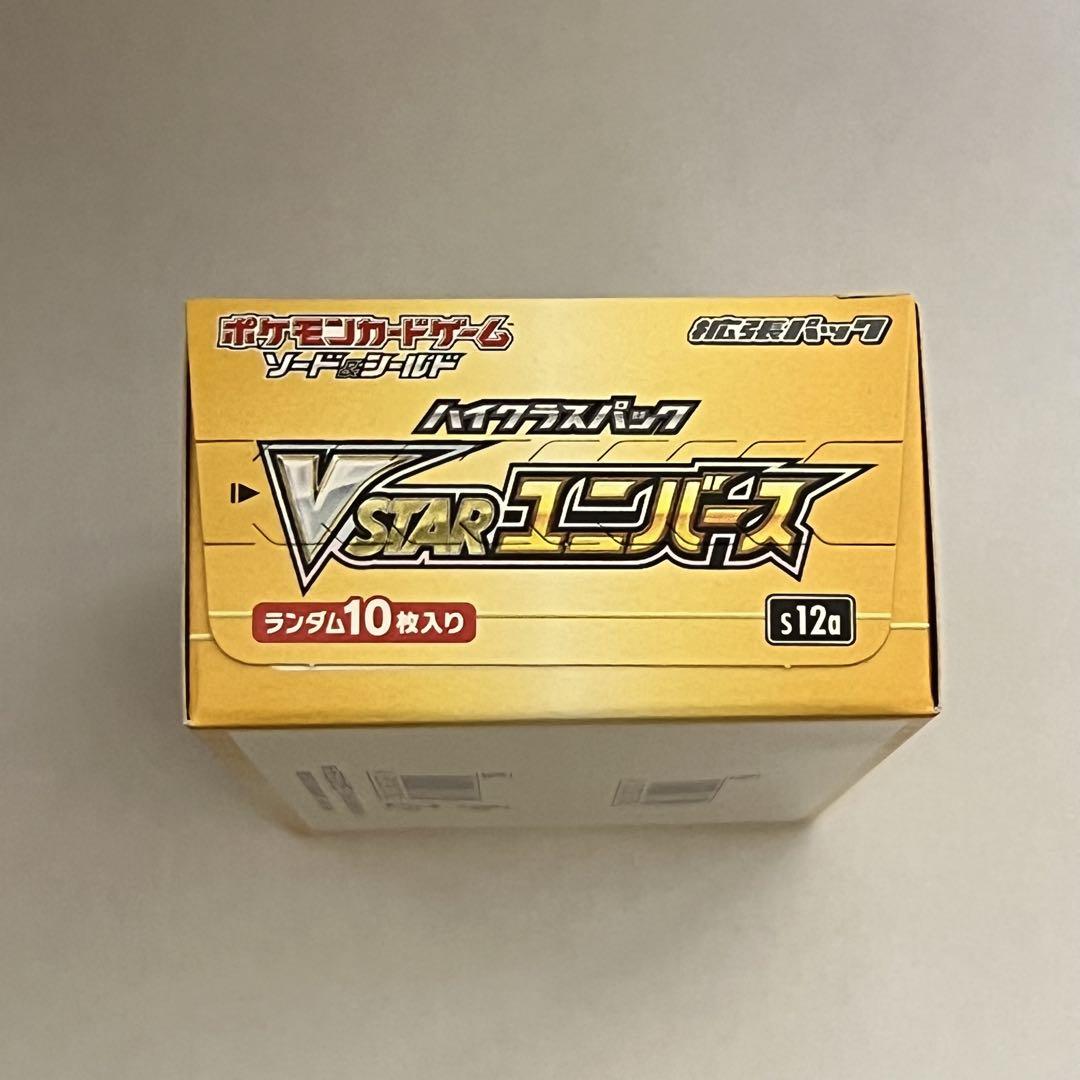 ポケモンカードゲーム
ソード&シールド
拡張パック
ハイクラスパック
VSTARユニバース
ランダム10枚入り
s12a